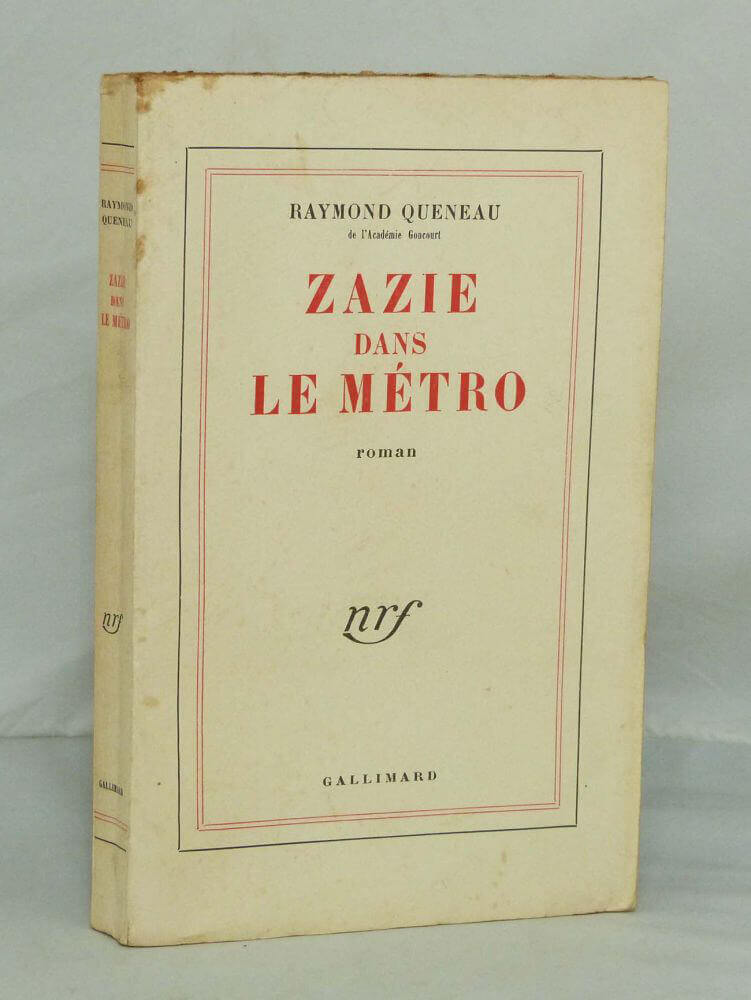 RAYMOND
QUENEAU
ZAZIE
DANS
LE MÉTRO
nrf
GALLIMARD
RAYMOND QUENEAU
de l'Académie Goncourt
ZAZIE
DANS
LE MÉTRO
roman
nrf
GALLIMARD